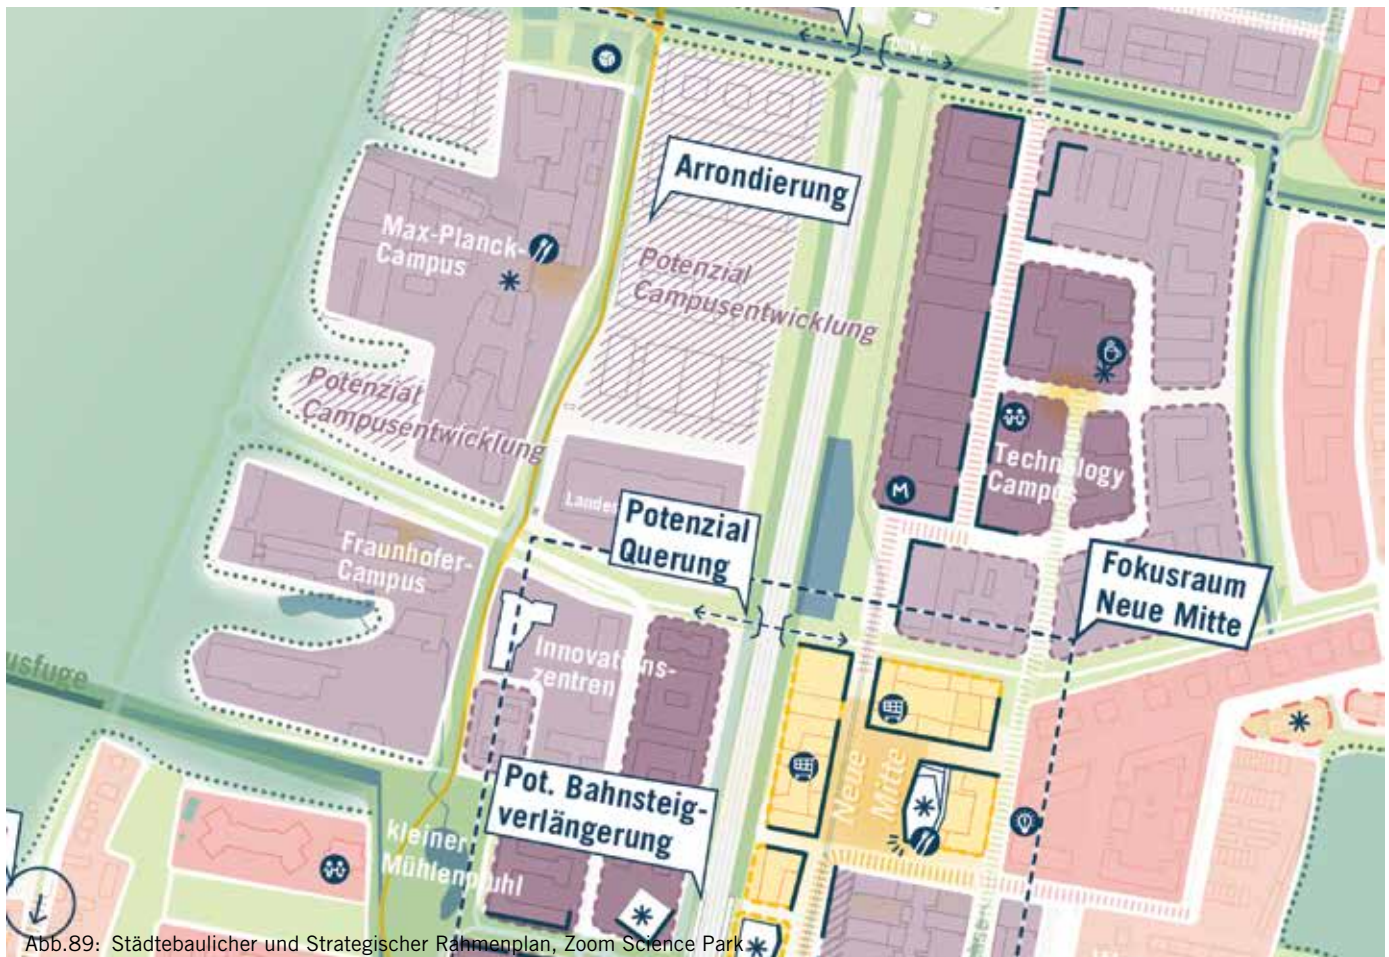 Arrondierung
Max-Planck-
Campus
Potenzial
Campusentwicklung
Potenzial
Campusentwicklung
M
Technology
Campus
Potenzial
Querung
Fokusraum
Neue Mitte
Fraunhofer-
Campus
Innovations-
zentren
usfuge
Neue
Mitte
Pot. Bahnsteig-
verlängerung
kleiner
Mühlenpfuhl
Abb.89: Städtebaulicher und Strategischer Rahmenplan, Zoom Science Park